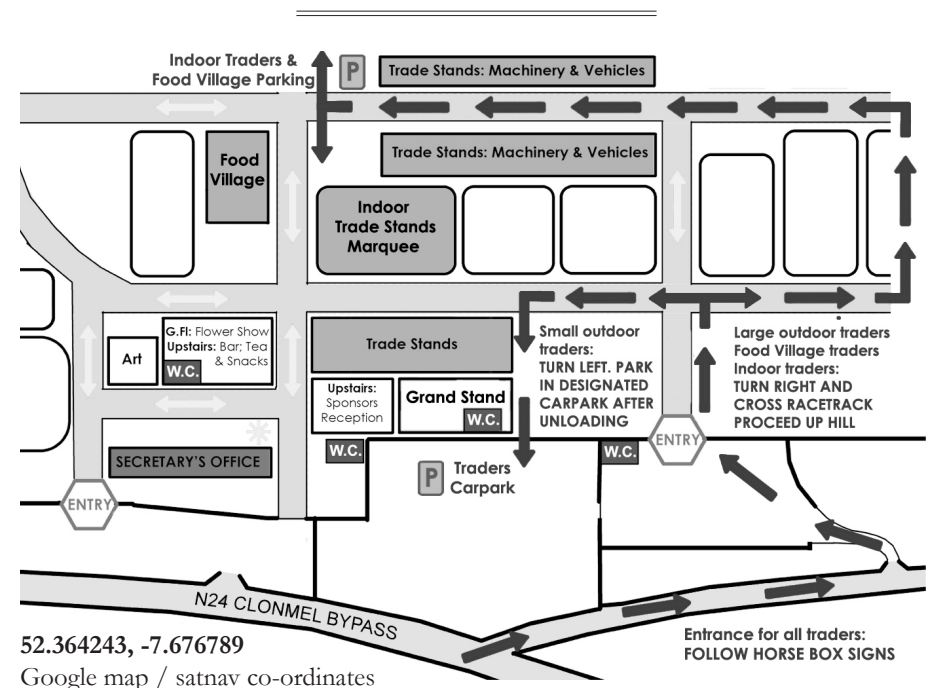 Indoor Traders &
Food Village Parking
P
Trade Stands: Machinery & Vehicles
Trade Stands: Machinery & Vehicles
Food
Village
Indoor
Trade Stands
Marquee
Art
G.Fl: Flower Show
Upstairs: Bar; Tea
& Snacks
W.C.
Trade Stands
Upstairs:
Sponsors
Reception
Grand Stand
W.C.
Small outdoor
traders:
TURN LEFT. PARK
IN DESIGNATED
CARPARK AFTER
UNLOADING
Large outdoor traders
Food Village traders
Indoor traders:
TURN RIGHT AND
CROSS RACETRACK
PROCEED UP HILL
ENTRY
W.C.
W.C.
SECRETARY'S OFFICE
P
Traders
Carpark
ENTRY
N24 CLONMEL BYPASS
Entrance for all traders:
FOLLOW HORSE BOX SIGNS
52.364243, -7.676789
Google map / satnav co-ordinates